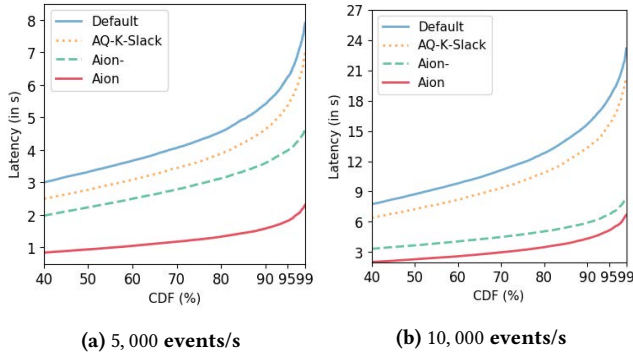 8
7
6
5
4
3
2
1
Latency (in s)
Default
AQ-K-Slack
Aion-
Aion
40 50 60 70 80 90 95 99
CDF (%)
(a) 5, 000 events/s
27
24
21
18
15
12
9
6
3
Latency (in s)
Default
AQ-K-Slack
Aion-
Aion
40 50 60 70 80 90 95 99
CDF (%)
(b) 10, 000 events/s